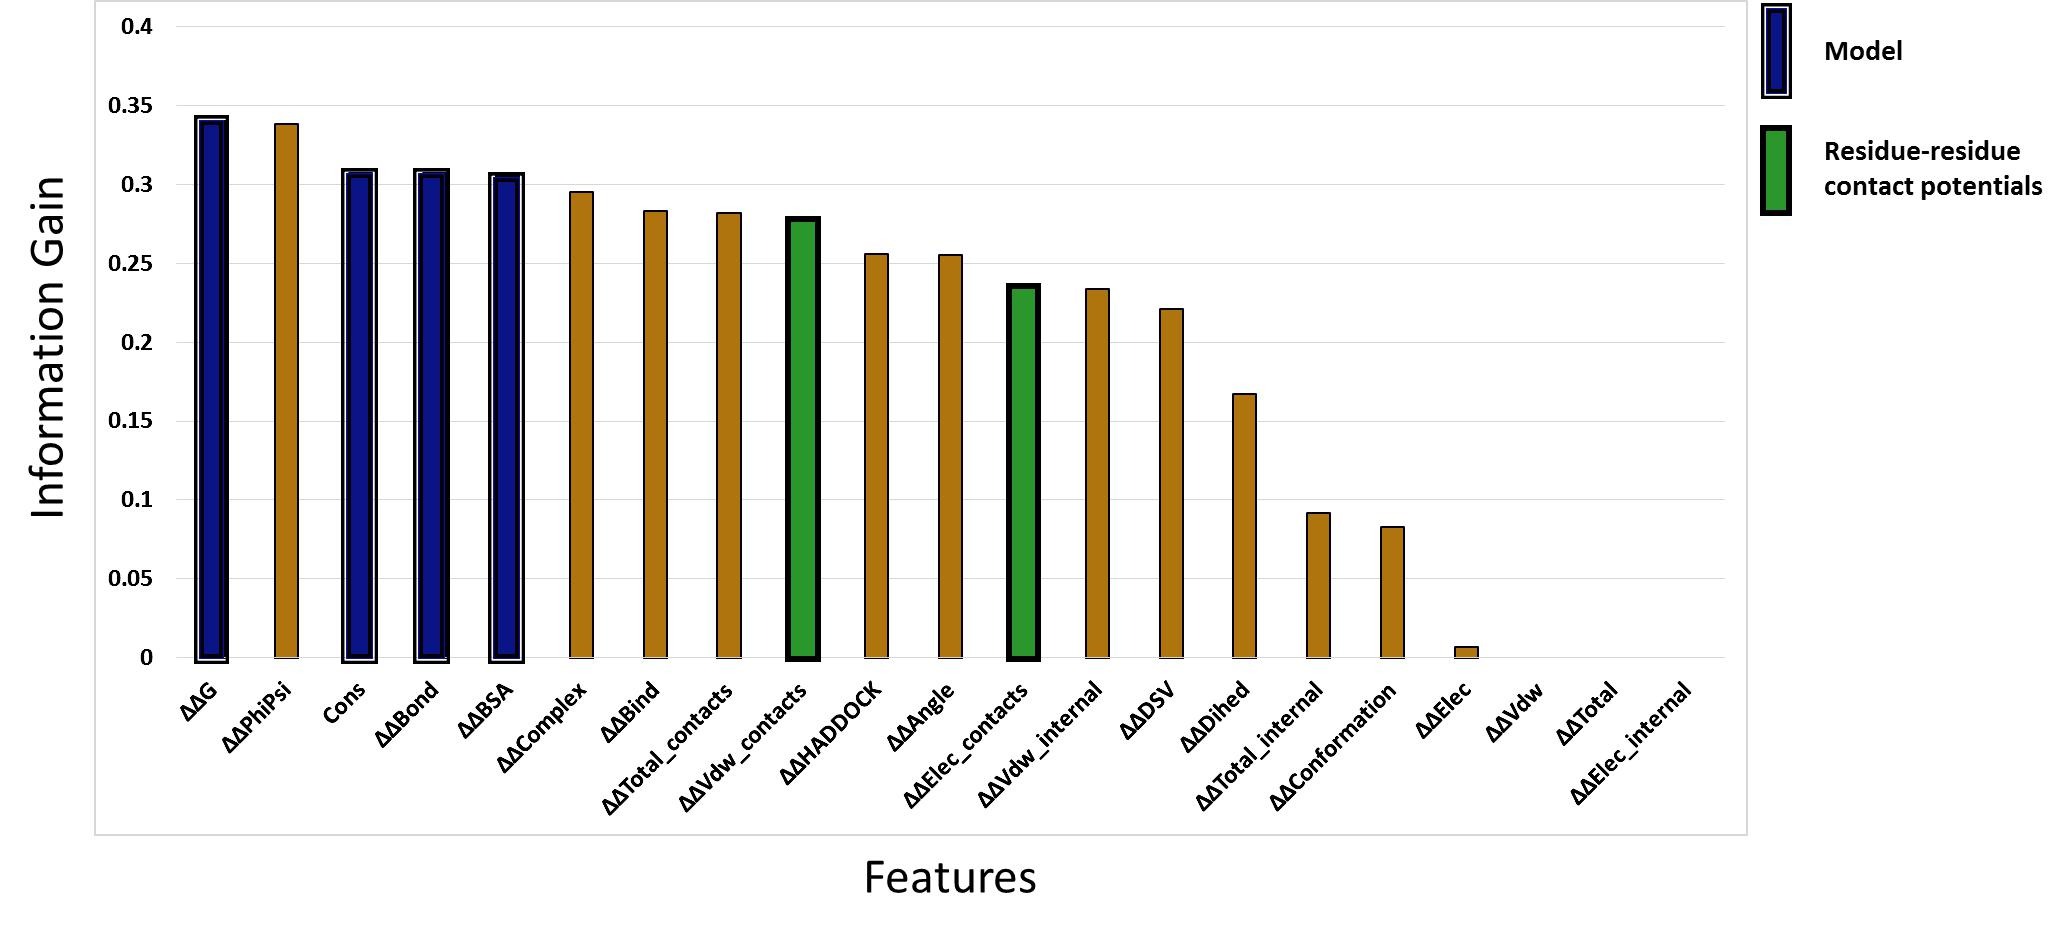 0.4
0.35
0.3
0.25
0.2
0.15
0.1
0.05
0
Information Gain
ΔΔG
ΔΔPhiPsi
Cons
ΔΔBond
ΔΔBSA
ΔΔComplex
ΔΔBind
ΔΔTotal_contacts
ΔΔVdw_contacts
ΔΔHADDOCK
ΔΔAngle
ΔΔElec_contacts
ΔΔVdw_internal
ΔΔDSV
ΔΔDihed
ΔΔTotal_internal
ΔΔConformation
ΔΔElec
ΔΔVdw
ΔΔTotal
ΔΔElec_internal
Features
Model
Residue-residue
contact potentials